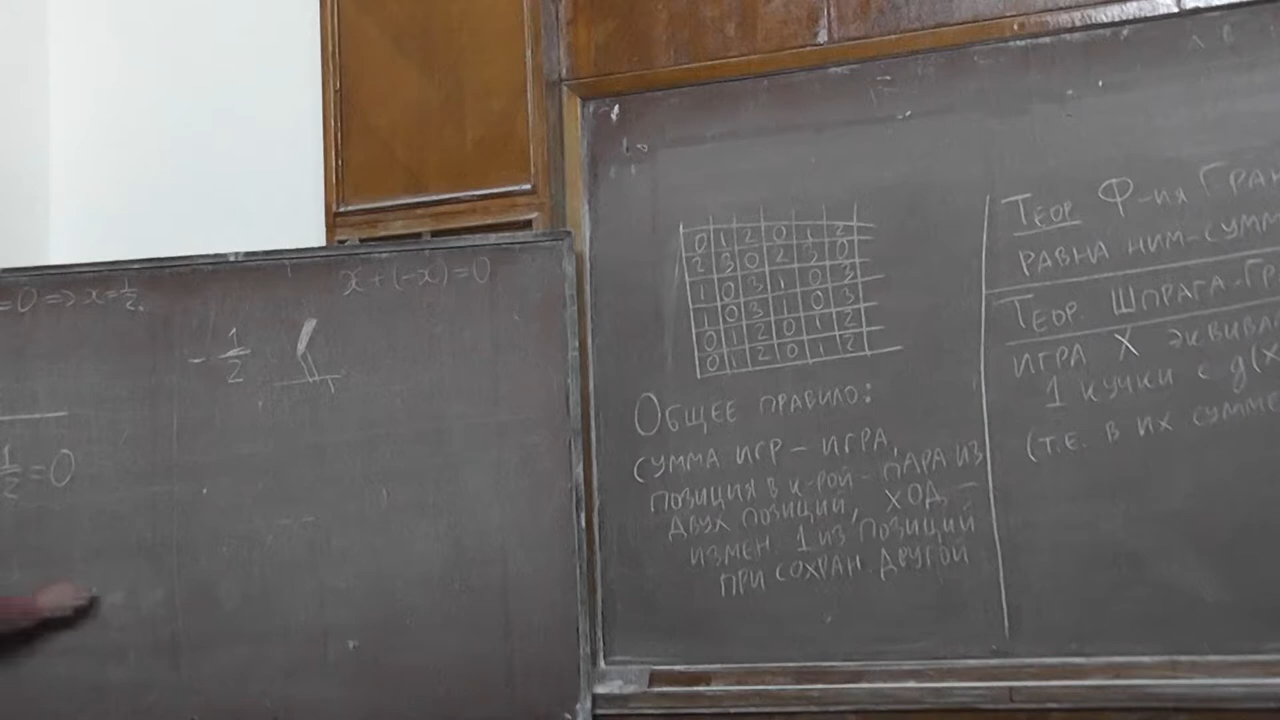 =0 => x=1/2.
x+(-x)=0
- 1/2
1/2=0
0 1 2 0 1 2
2 3 0 2 3 0
1 0 3 1 0 3
1 0 3 1 0 3
0 1 2 0 1 2
0 1 2 0 1 2
ОБЩЕЕ ПРАВИЛО:
СУММА ИГР – ИГРА,
ПОЗИЦИЯ В К-РОЙ – ПАРА ИЗ
ДВУХ ПОЗИЦИЙ, ХОД –
ИЗМЕН. 1 ИЗ ПОЗИЦИЙ
ПРИ СОХРАН. ДРУГОЙ
ТЕОР Ф-ИЯ ГРАН
РАВНА НИМ-СУММ
ТЕОР. ШПРАГА-ГР
ИГРА X ЭКВИВА
1 КУЧКИ С g(X
(Т.Е. В ИХ СУММЕ